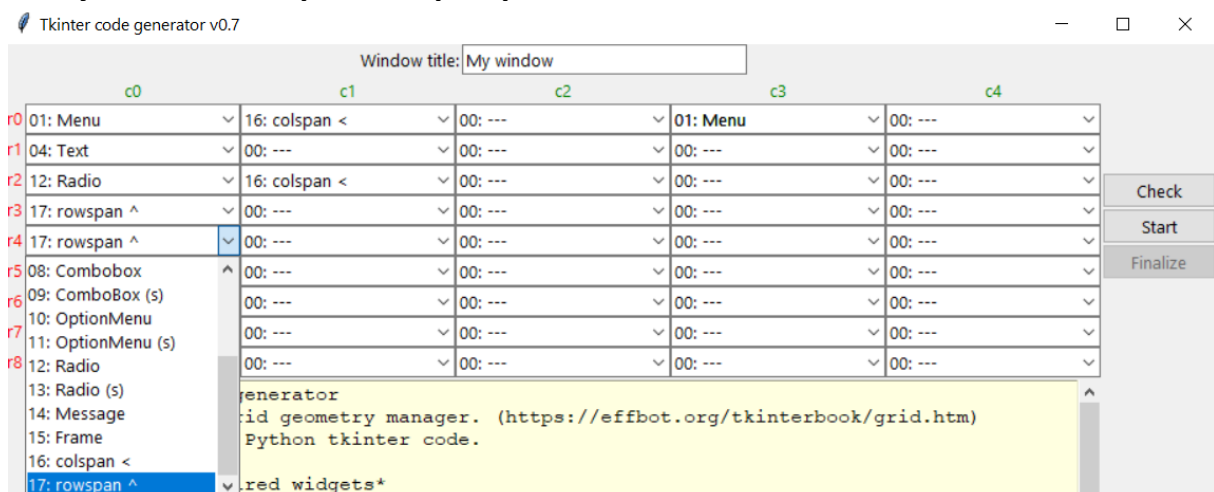 Tkinter code generator v0.7
Window title: My window
c0 c1 c2 c3 c4
r0 01: Menu 16: colspan < 00: --- 01: Menu 00: ---
r1 04: Text 00: --- 00: --- 00: --- 00: ---
r2 12: Radio 16: colspan < 00: --- 00: --- 00: ---
Check
r3 17: rowspan ^ 00: --- 00: --- 00: --- 00: ---
Start
r4 17: rowspan ^ 00: --- 00: --- 00: --- 00: ---
Finalize
r5 08: Combobox 00: --- 00: --- 00: --- 00: ---
r6 09: ComboBox (s) 00: --- 00: --- 00: --- 00: ---
10: OptionMenu
r7 11: OptionMenu (s) 00: --- 00: --- 00: --- 00: ---
r8 12: Radio 00: --- 00: --- 00: --- 00: ---
13: Radio (s) generator
14: Message id geometry manager. (https://effbot.org/tkinterbook/grid.htm)
15: Frame Python tkinter code.
16: colspan <
17: rowspan ^ red widgets*